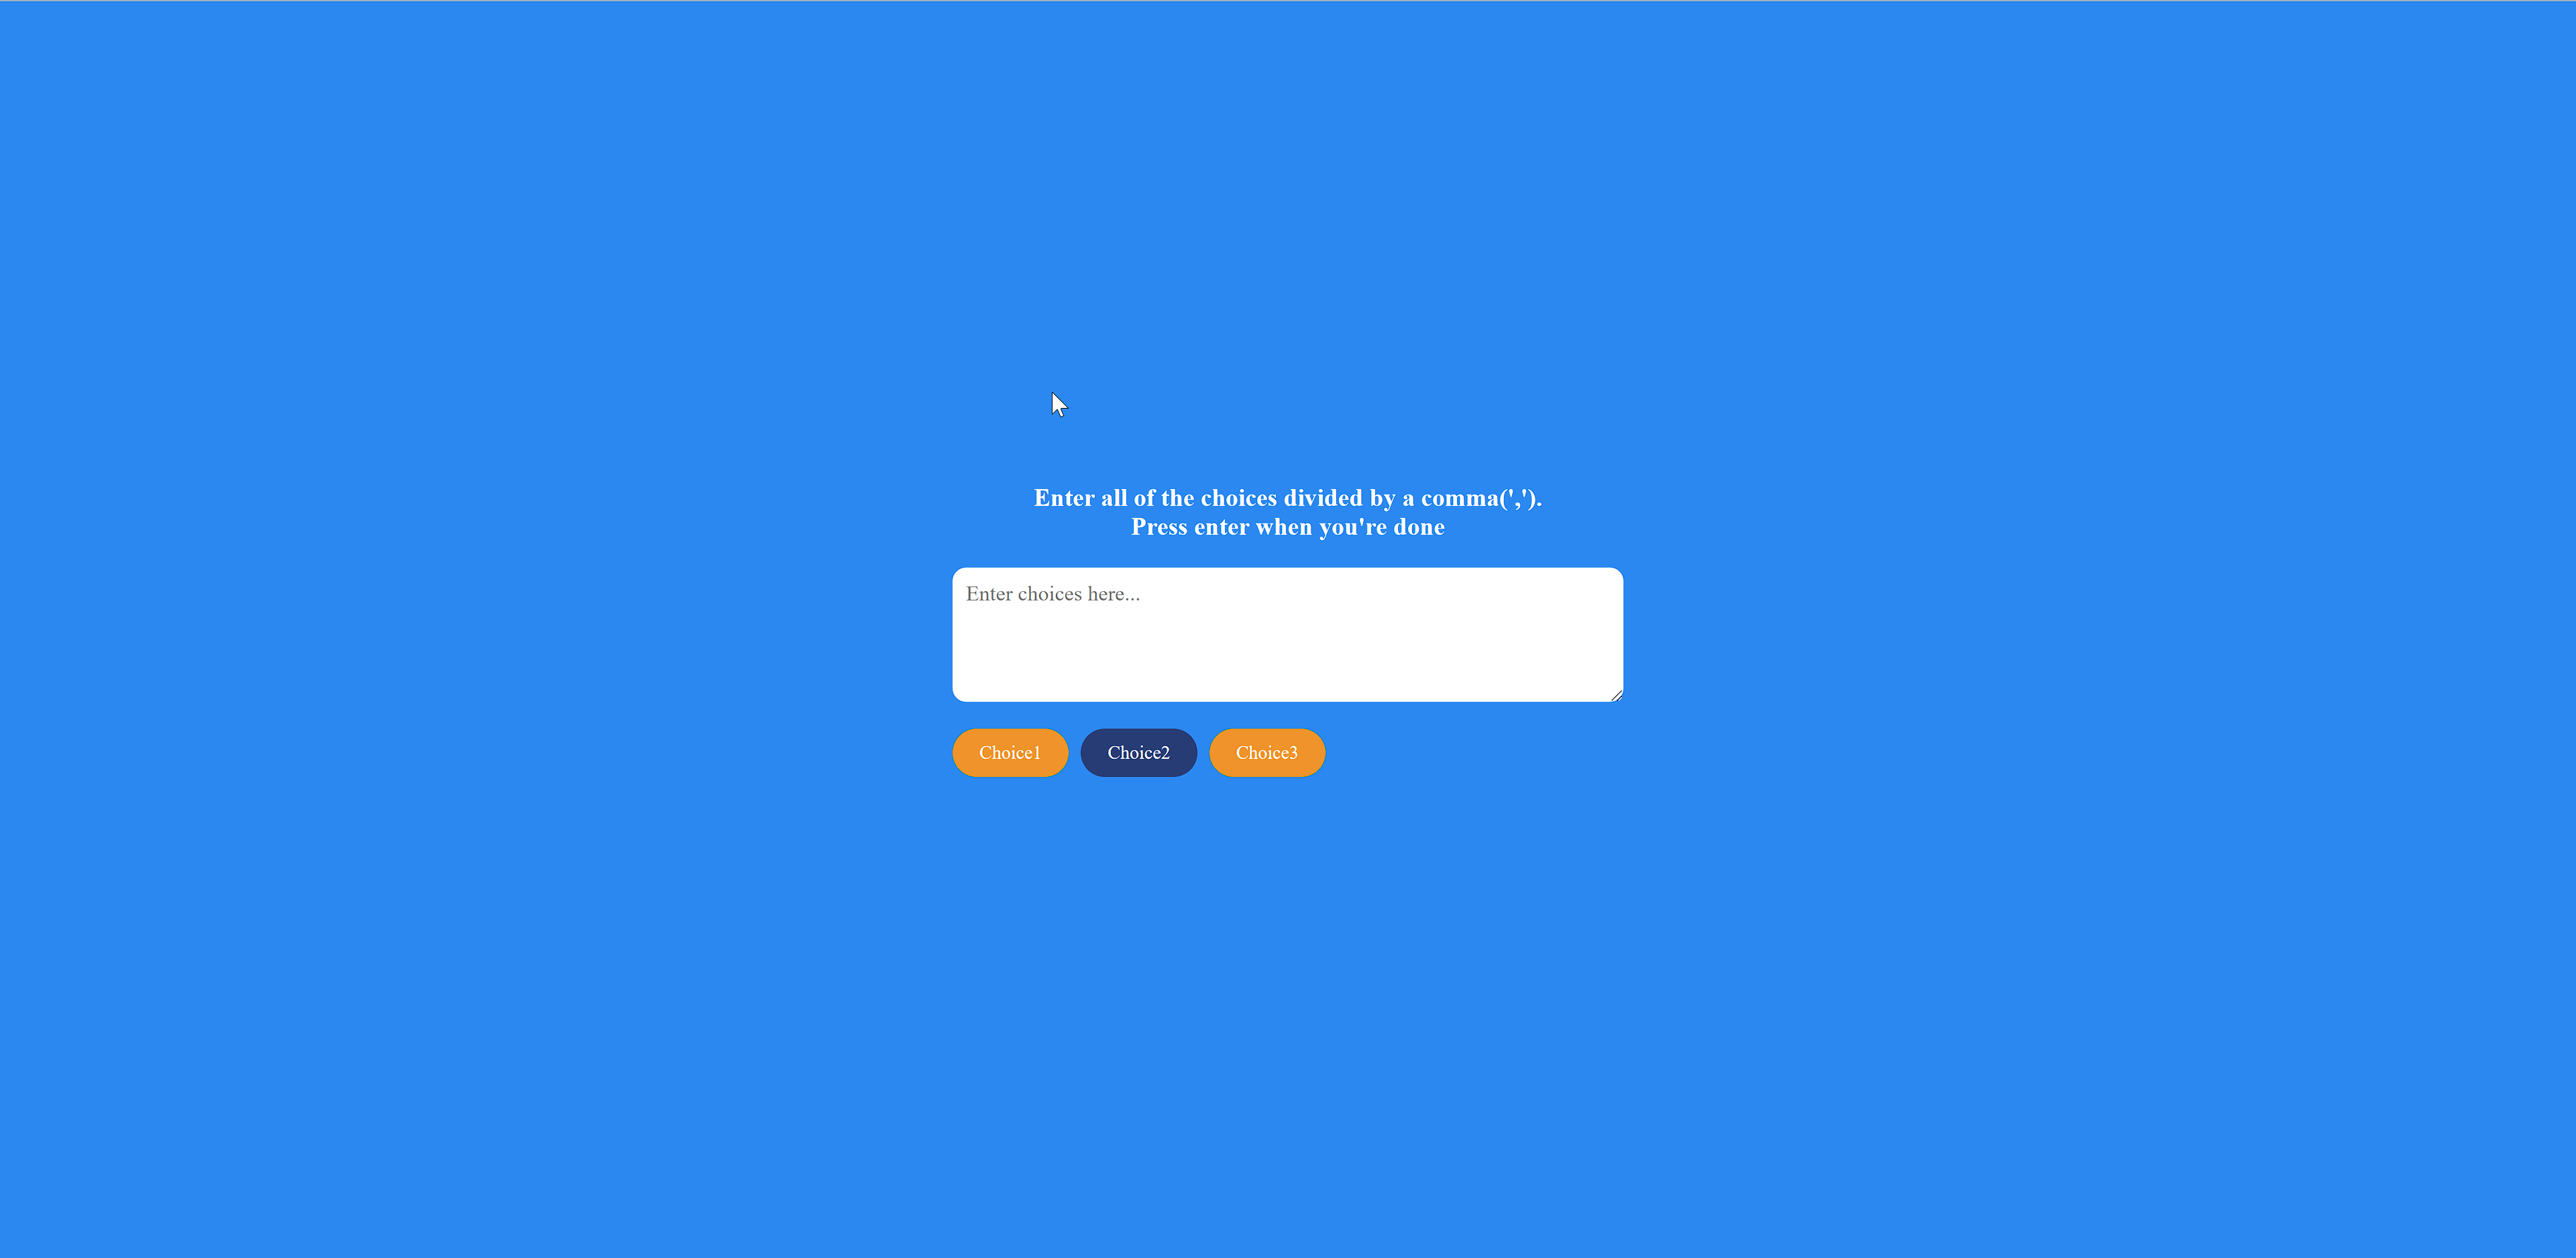 Enter all of the choices divided by a comma(',').
Press enter when you're done
Enter choices here...
Choice1 Choice2 Choice3